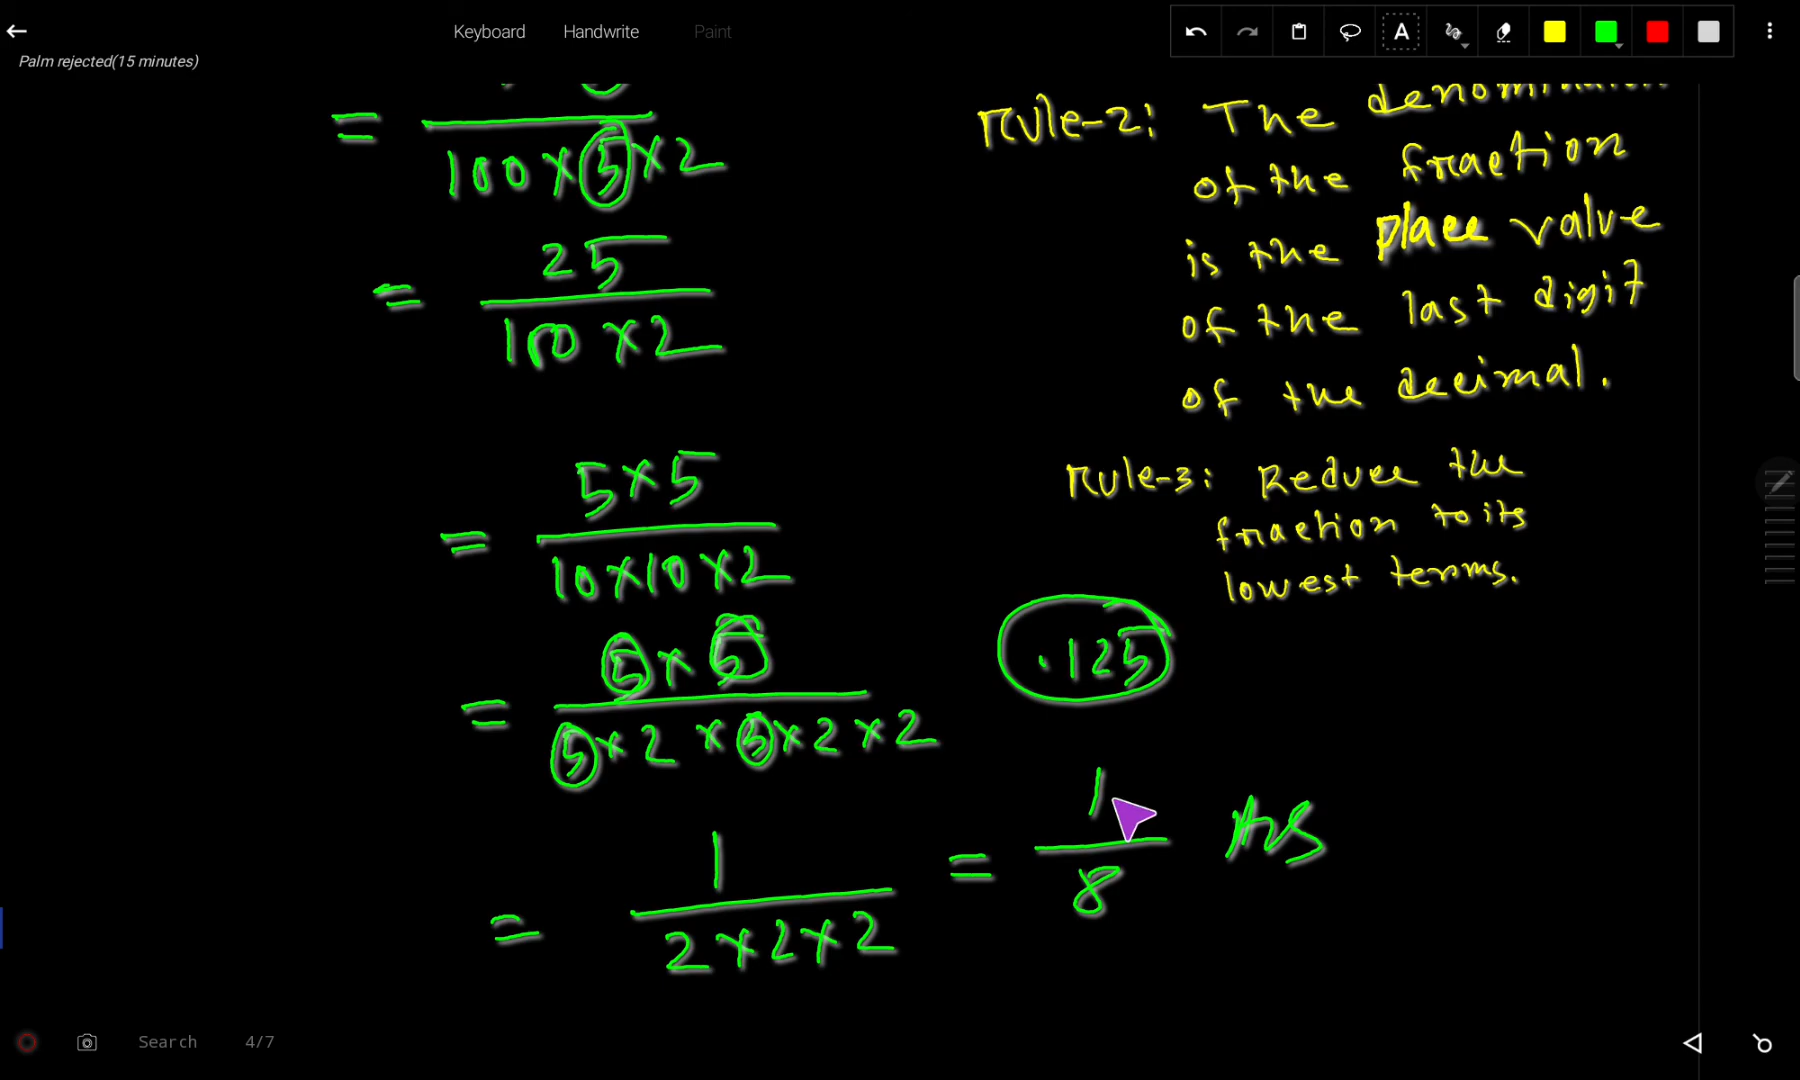 Keyboard Handwrite Paint
Palm rejected(15 minutes)
A
=
100 × 5 × 2
= 25
100 × 2
= 5 × 5
10 × 10 × 2
= 5 × 5
5 × 2 × 5 × 2 × 2
= 1
2 × 2 × 2
= 1
8
Ans
Rule-2: The denominator
of the fraction
is the place value
of the last digit
of the decimal.
Rule-3: Reduce the
fraction to its
lowest terms.
.125
Search 4/7